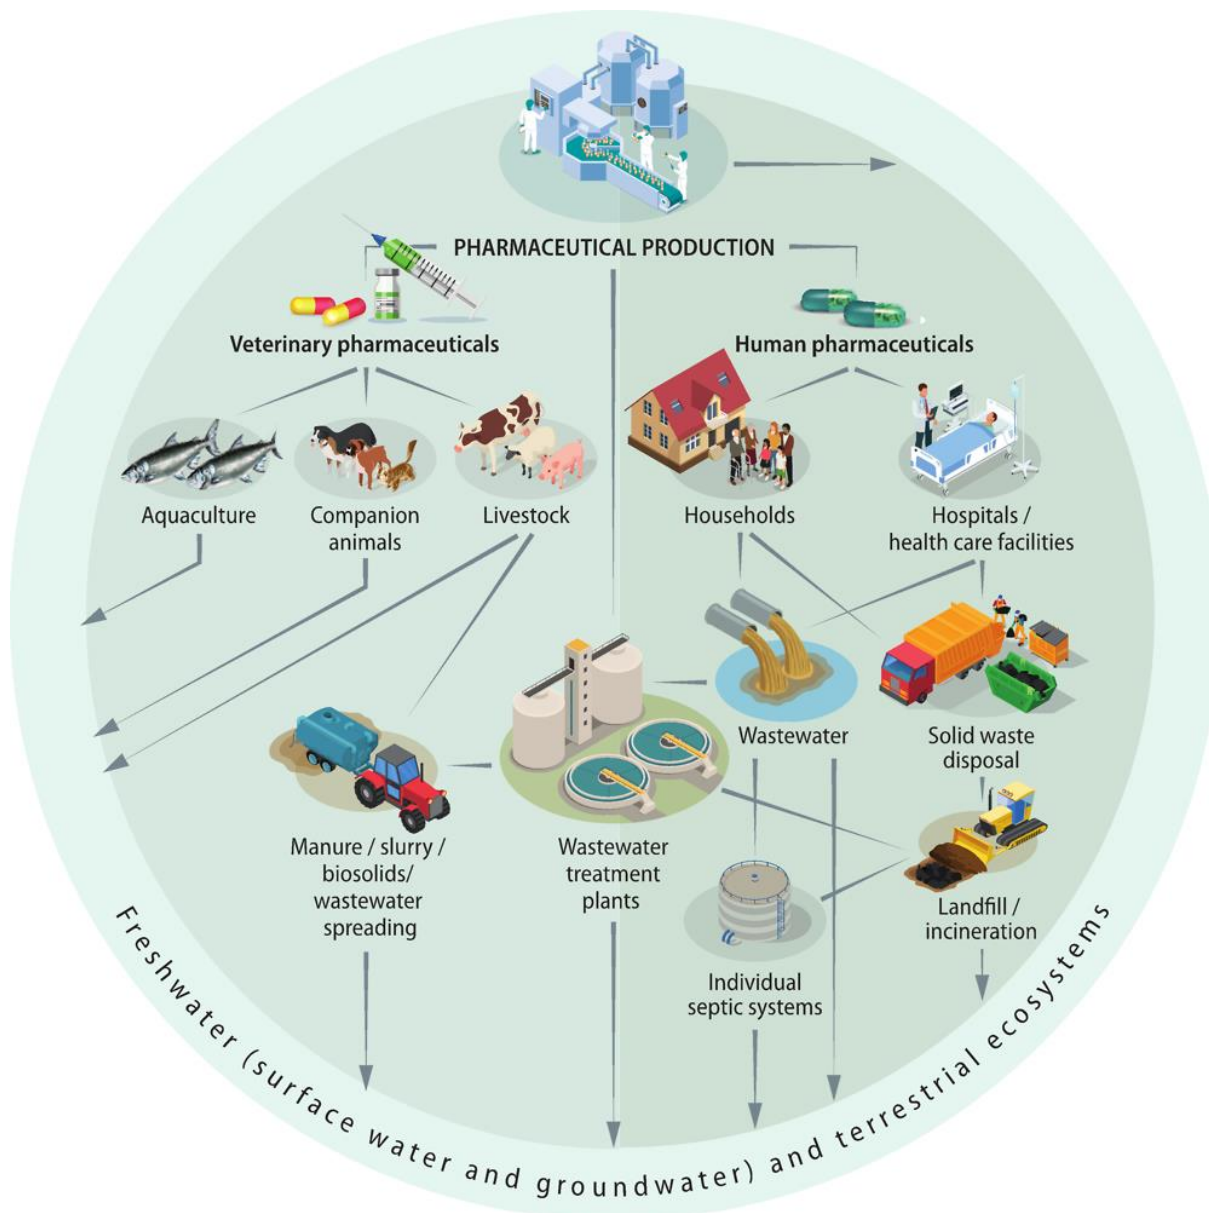 PHARMACEUTICAL PRODUCTION
Veterinary pharmaceuticals
Human pharmaceuticals
Aquaculture
Companion
animals
Livestock
Households
Hospitals /
health care facilities
Wastewater
Solid waste
disposal
Manure / slurry /
biosolids/
wastewater
spreading
Wastewater
treatment
plants
Landfill /
incineration
Individual
septic systems
Freshwater (surface water and groundwater) and terrestrial ecosystems